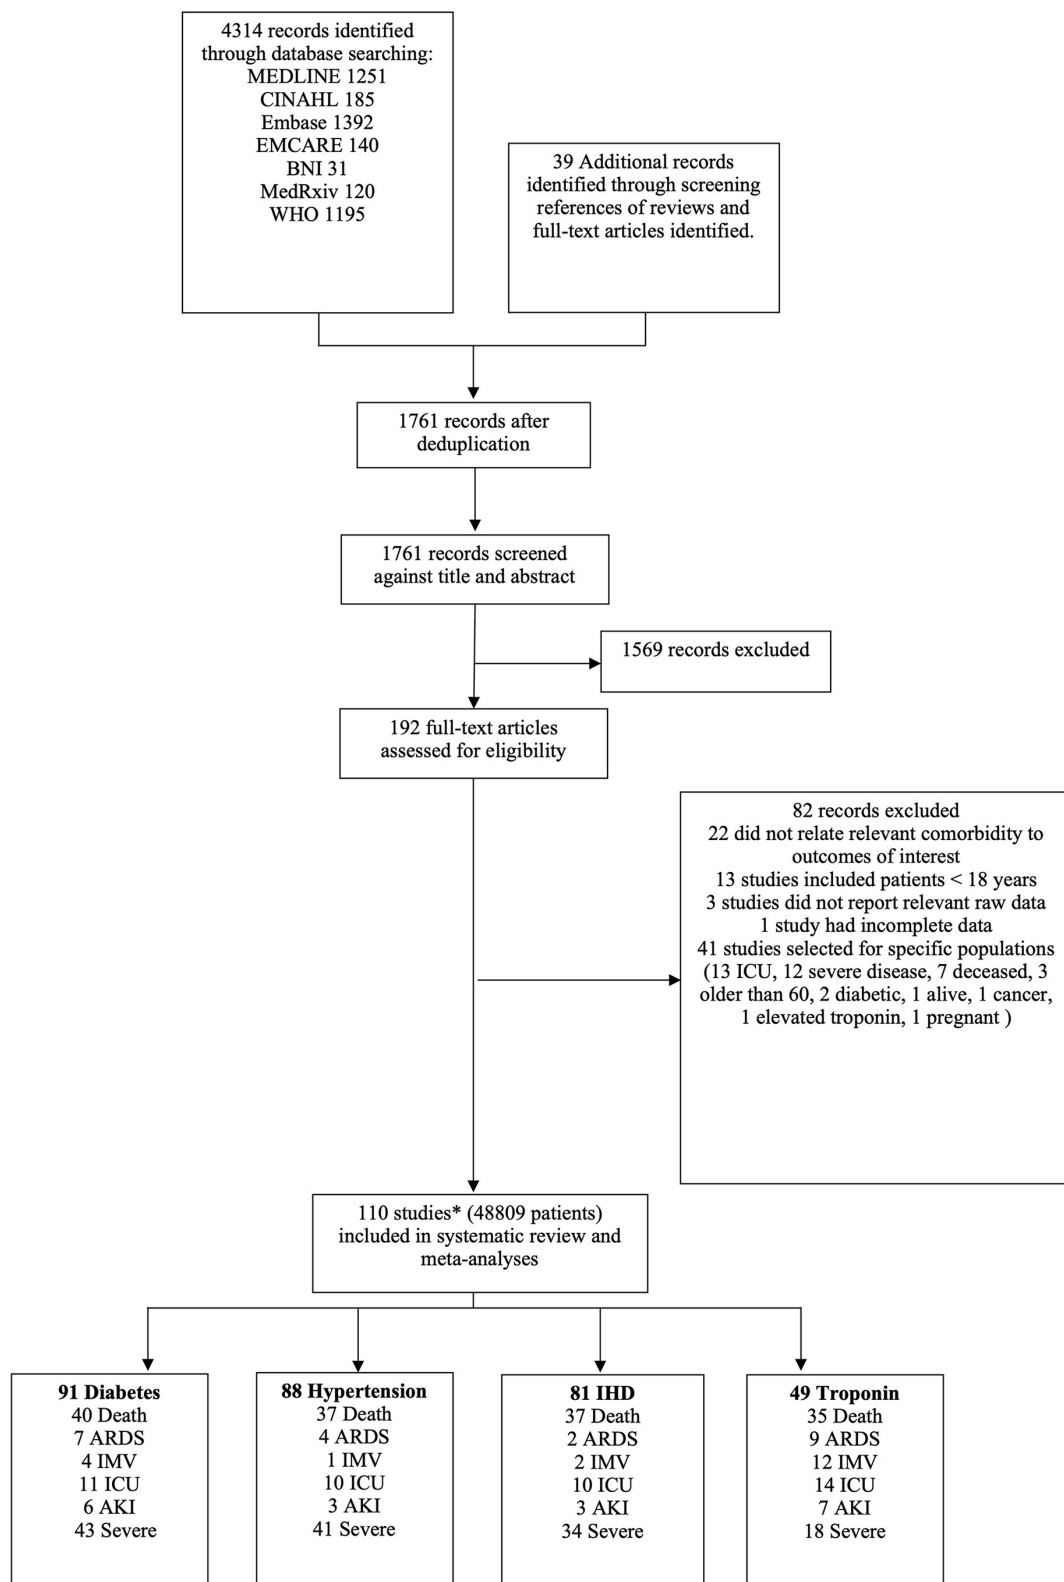 4314 records identified
through database searching:
MEDLINE 1251
CINAHL 185
Embase 1392
EMCARE 140
BNI 31
MedRxiv 120
WHO 1195
39 Additional records
identified through screening
references of reviews and
full-text articles identified.
1761 records after
deduplication
1761 records screened
against title and abstract
1569 records excluded
192 full-text articles
assessed for eligibility
82 records excluded
22 did not relate relevant comorbidity to
outcomes of interest
13 studies included patients < 18 years
3 studies did not report relevant raw data
1 study had incomplete data
41 studies selected for specific populations
(13 ICU, 12 severe disease, 7 deceased, 3
older than 60, 2 diabetic, 1 alive, 1 cancer,
1 elevated troponin, 1 pregnant )
110 studies* (48809 patients)
included in systematic review and
meta-analyses
91 Diabetes
40 Death
7 ARDS
4 IMV
11 ICU
6 AKI
43 Severe
88 Hypertension
37 Death
4 ARDS
1 IMV
10 ICU
3 AKI
41 Severe
81 IHD
37 Death
2 ARDS
2 IMV
10 ICU
3 AKI
34 Severe
49 Troponin
35 Death
9 ARDS
12 IMV
14 ICU
7 AKI
18 Severe